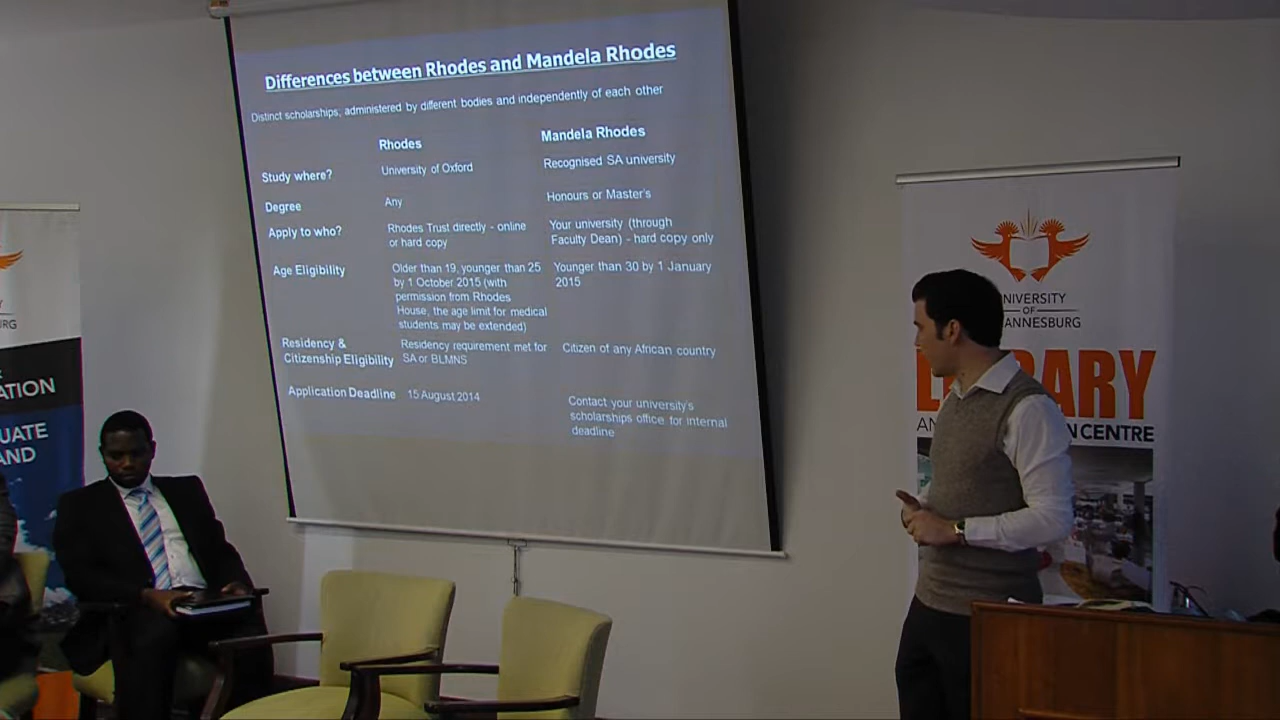 Differences between Rhodes and Mandela Rhodes
Distinct scholarships, administered by different bodies and independently of each other
Rhodes
Mandela Rhodes
Study where?
University of Oxford
Recognised SA university
Degree
Any
Honours or Master's
Apply to who?
Rhodes Trust directly - online
or hard copy
Your university (through
Faculty Dean) - hard copy only
Age Eligibility
Older than 19, younger than 25
by 1 October 2015 (with
permission from Rhodes
House, the age limit for medical
students may be extended)
Younger than 30 by 1 January
2015
Residency &
Citizenship Eligibility
Residency requirement met for
SA or BLMNS
Citizen of any African country
Application Deadline
15 August 2014
Contact your university's
scholarships office for internal
deadline
NIVERSITY
OF
ANNESBURG
L RARY
AN N CENTRE
Y
RG
ATION
UATE
AND